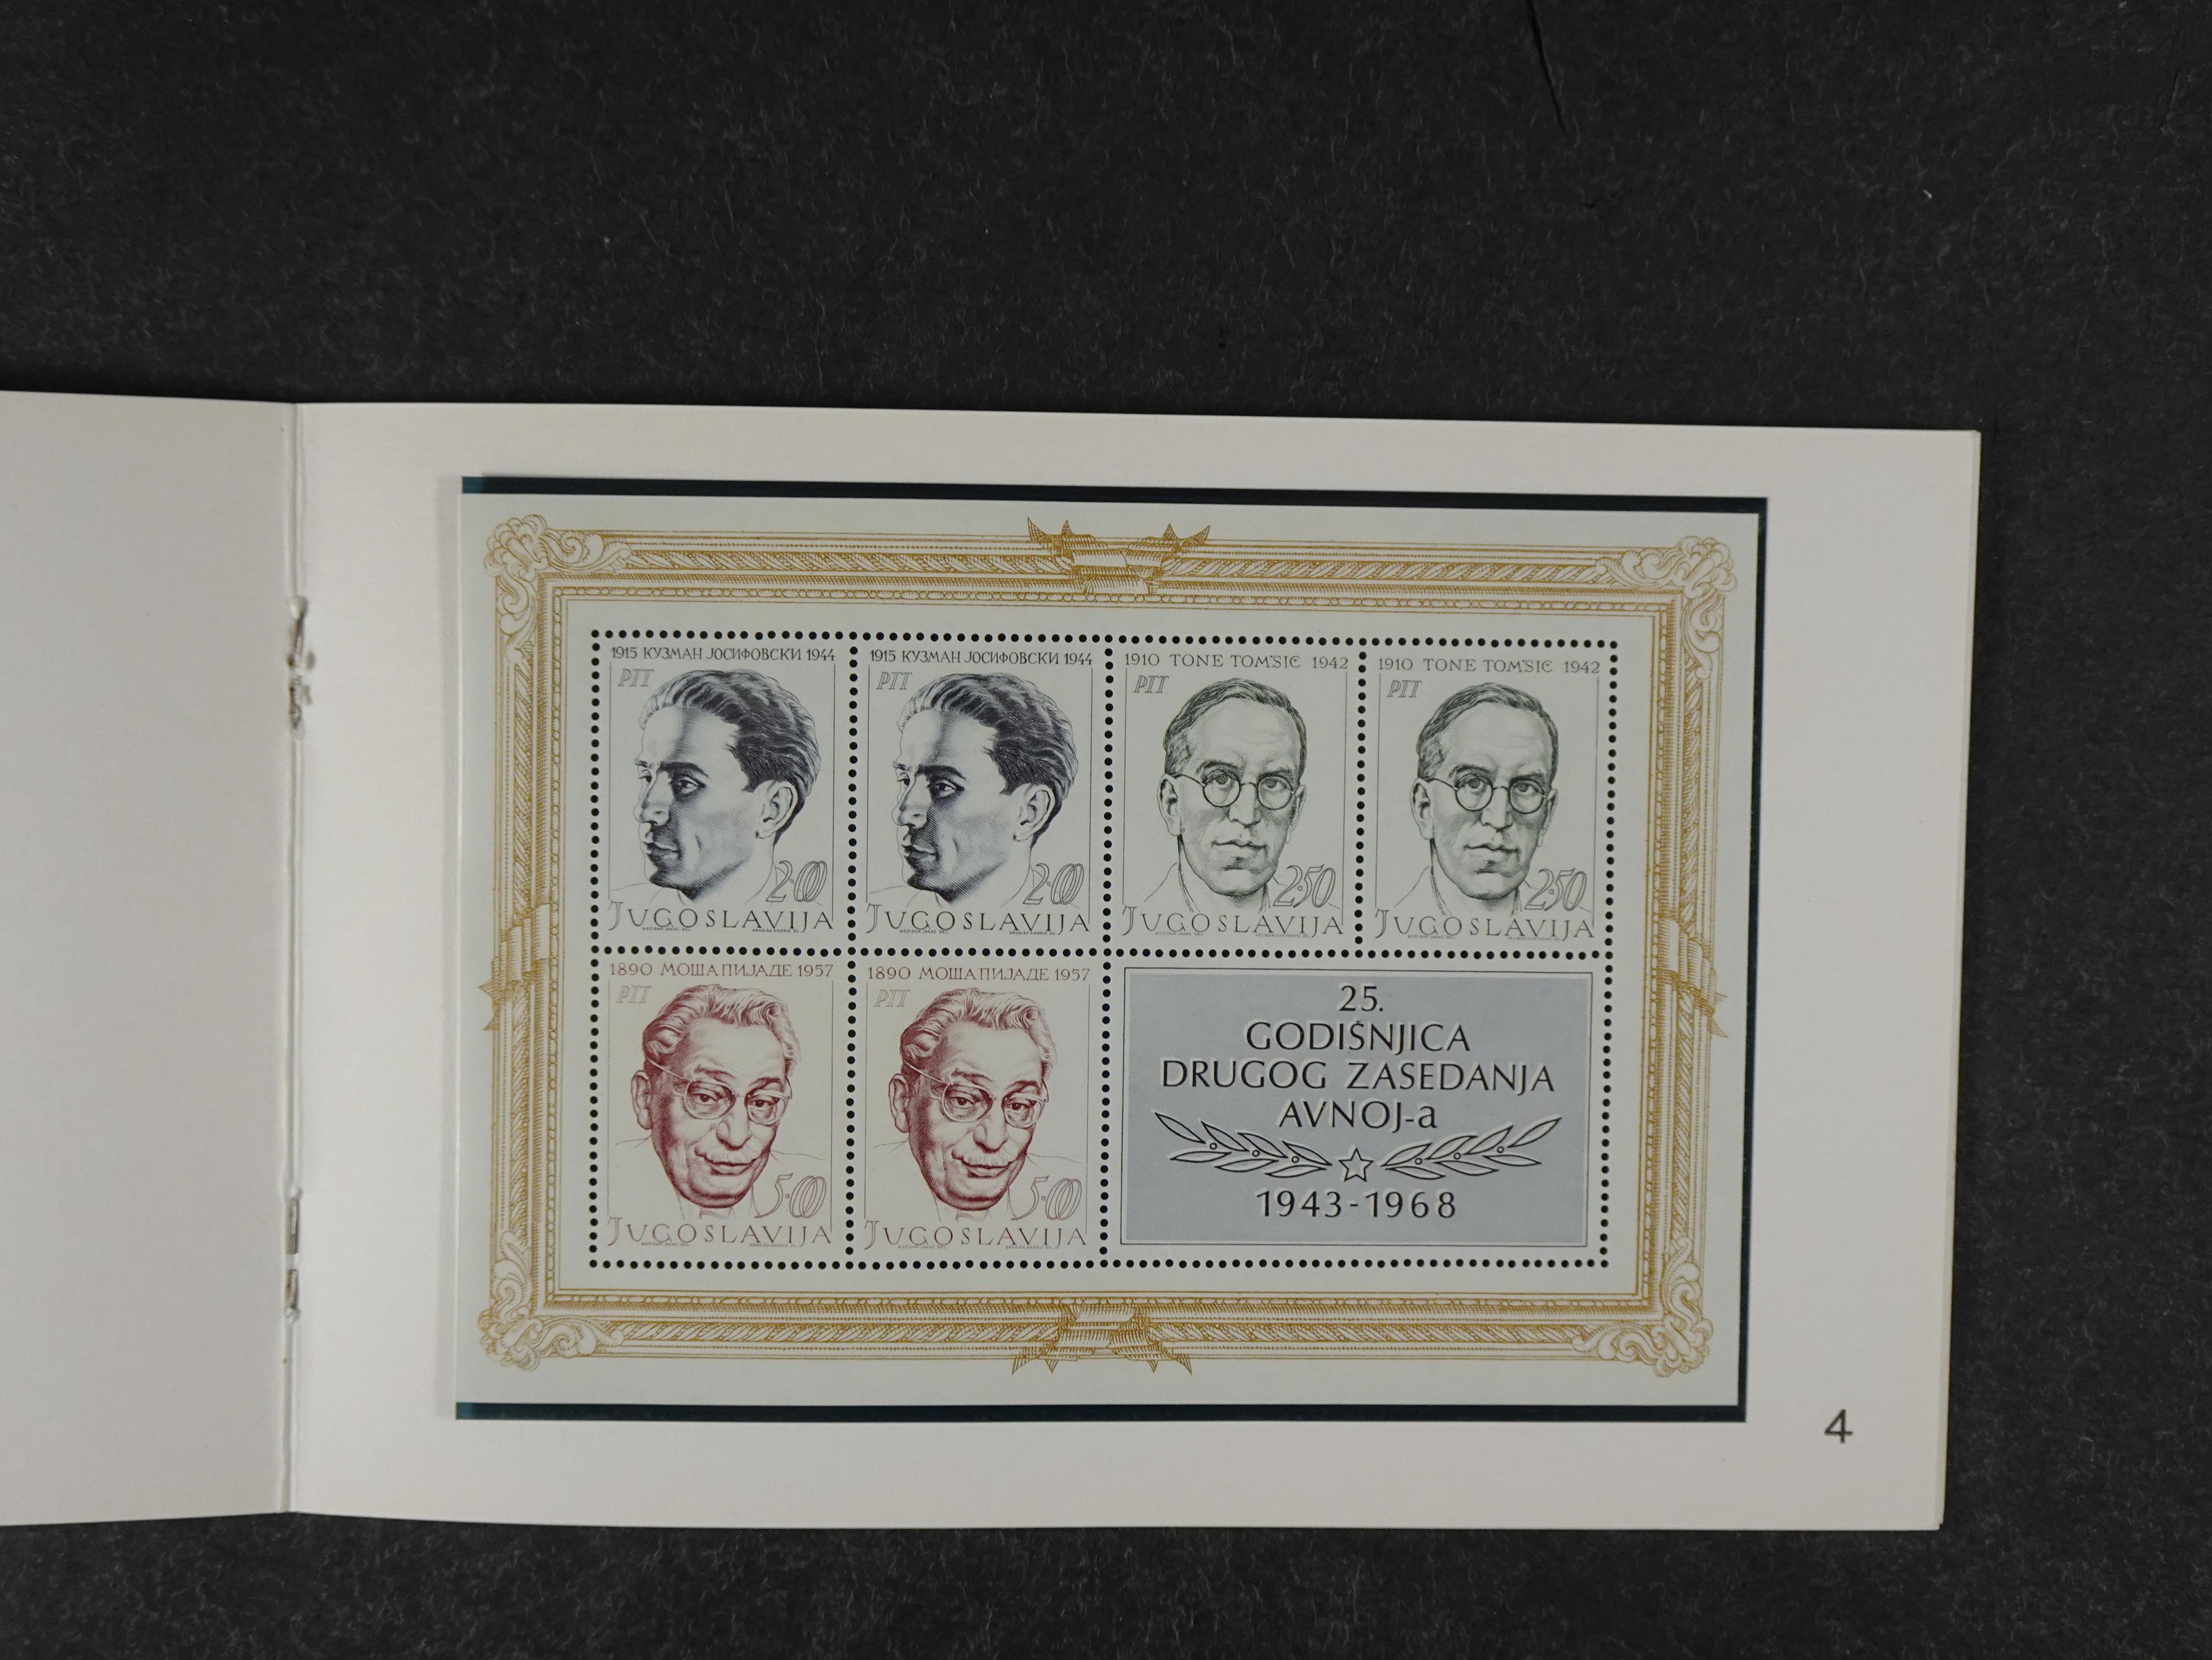 1915 КУЗМАН ЈОСИФОВСКИ 1944
PTT
2·00
JUGOSLAVIJA
1915 КУЗМАН ЈОСИФОВСКИ 1944
PTT
2·00
JUGOSLAVIJA
1910 TONE TOMŠIČ 1942
PTT
2·50
JUGOSLAVIJA
1910 TONE TOMŠIČ 1942
PTT
2·50
JUGOSLAVIJA
1890 МОША ПИЈАДЕ 1957
PTT
5·00
JUGOSLAVIJA
1890 МОША ПИЈАДЕ 1957
PTT
5·00
JUGOSLAVIJA
25.
GODIŠNJICA
DRUGOG ZASEDANJA
AVNOJ-a
1943-1968
4